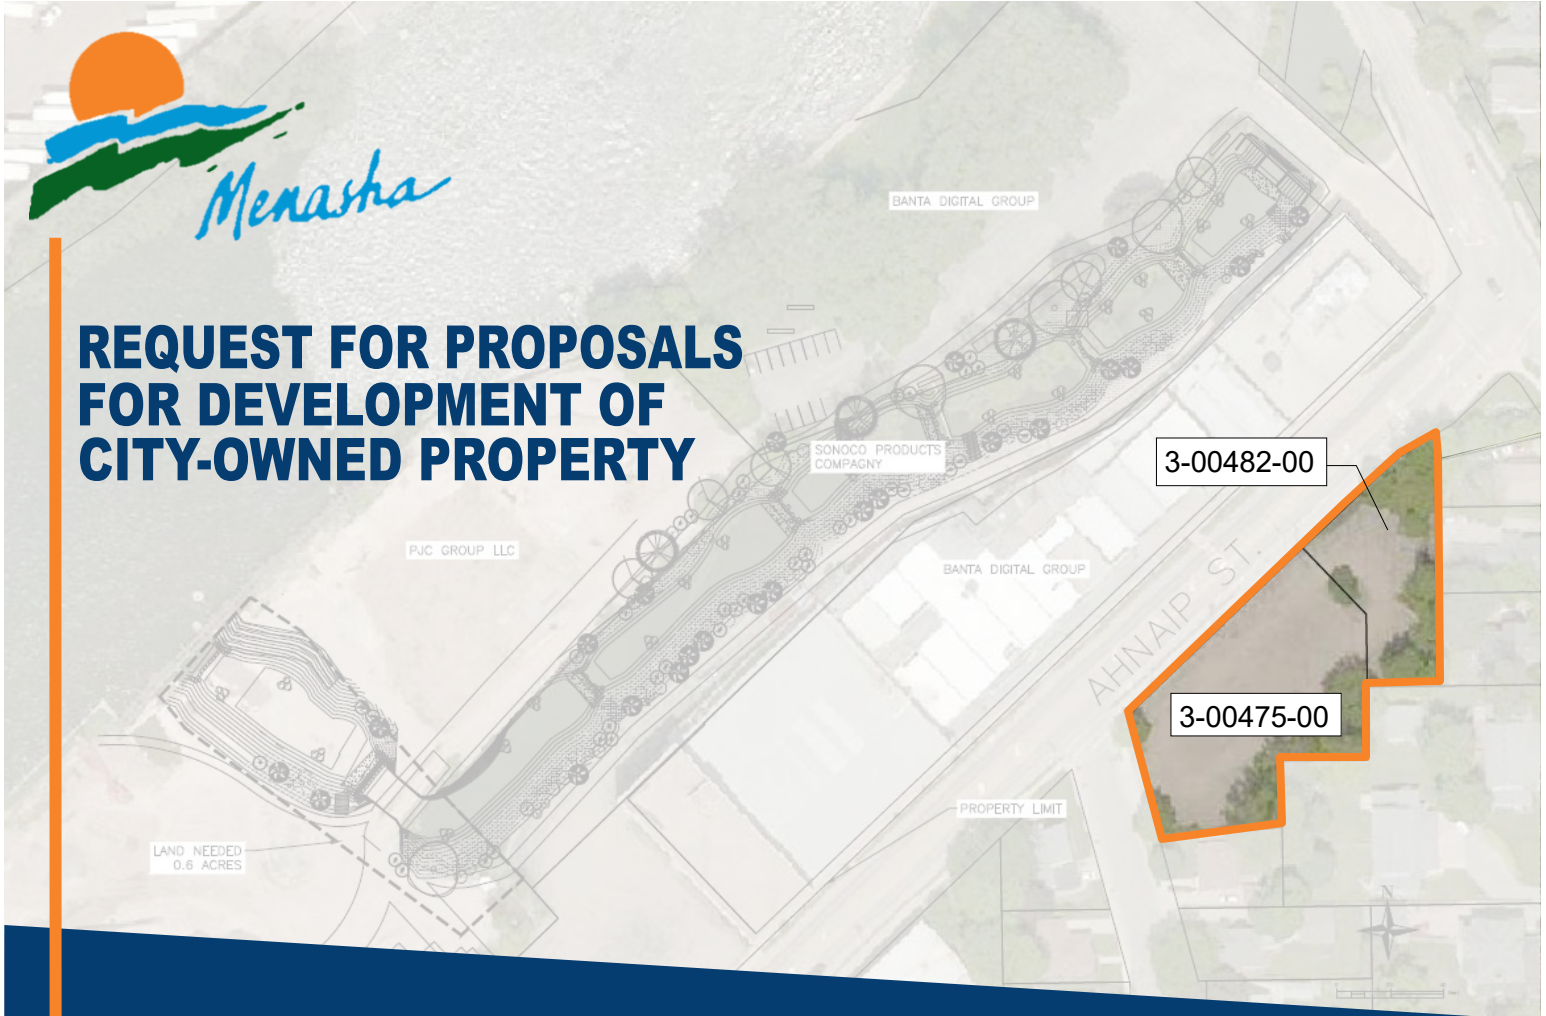 Menasha
BANTA DIGITAL GROUP
REQUEST FOR PROPOSALS
FOR DEVELOPMENT OF
CITY-OWNED PROPERTY
SONOCO PRODUCTS
COMPAGNY
3-00482-00
PJC GROUP LLC
BANTA DIGITAL GROUP
AHNAIP ST.
3-00475-00
PROPERTY LIMIT
LAND NEEDED
0.6 ACRES
N